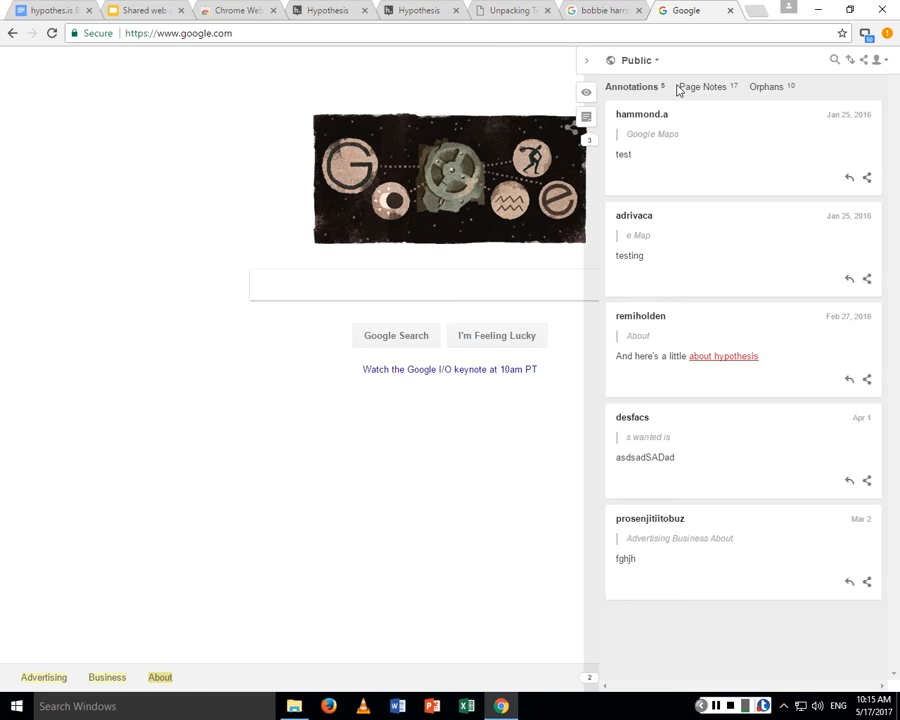 hypothes.is E
Shared web
Chrome Web
Hypothesis
Hypothesis
Unpacking T
bobbie harr
Google
Secure
https://www.google.com
50
Public
Annotations 5
Page Notes 17
Orphans 10
3
hammond.a
Jan 25, 2016
Google Maps
test
adrivaca
Jan 25, 2016
e Map
testing
remiholden
Feb 27, 2016
About
And here's a little about hypothesis
desfacs
Apr 1
s wanted is
asdsadSADad
prosenjitiitobuz
Mar 2
Advertising Business About
fghjh
G
e
Google Search
I'm Feeling Lucky
Watch the Google I/O keynote at 10am PT
Advertising
Business
About
2
Search Windows
ENG
10:15 AM
5/17/2017